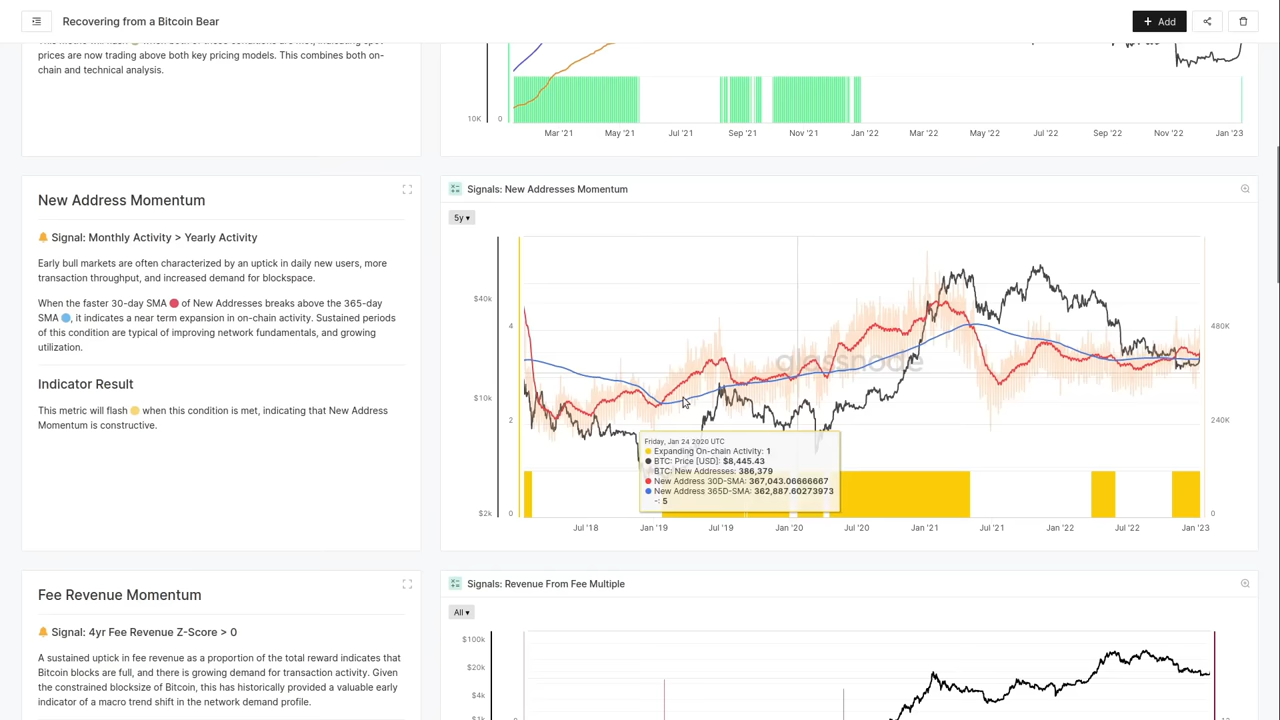 Recovering from a Bitcoin Bear
+ Add
prices are now trading above both key pricing models. This combines both on-
chain and technical analysis.
10K
0
Mar '21
May '21
Jul '21
Sep '21
Nov '21
Jan '22
Mar '22
May '22
Jul '22
Sep '22
Nov '22
Jan '23
New Address Momentum
Signal: Monthly Activity > Yearly Activity
Early bull markets are often characterized by an uptick in daily new users, more
transaction throughput, and increased demand for blockspace.
When the faster 30-day SMA of New Addresses breaks above the 365-day
SMA , it indicates a near term expansion in on-chain activity. Sustained periods
of this condition are typical of improving network fundamentals, and growing
utilization.
Indicator Result
This metric will flash when this condition is met, indicating that New Address
Momentum is constructive.
Signals: New Addresses Momentum
5y ▾
$40k
$10k
$2k
4
2
0
glassnode
480K
240K
0
Friday, Jan 24 2020 UTC
Expanding On-chain Activity: 1
BTC: Price [USD]: $8,445.43
BTC: New Addresses: 386,379
New Address 30D-SMA: 367,043.06666667
New Address 365D-SMA: 362,887.60273973
-: 5
Jul '18
Jan '19
Jul '19
Jan '20
Jul '20
Jan '21
Jul '21
Jan '22
Jul '22
Jan '23
Fee Revenue Momentum
Signal: 4yr Fee Revenue Z-Score > 0
A sustained uptick in fee revenue as a proportion of the total reward indicates that
Bitcoin blocks are full, and there is growing demand for transaction activity. Given
the constrained blocksize of Bitcoin, this has historically provided a valuable early
indicator of a macro trend shift in the network demand profile.
Signals: Revenue From Fee Multiple
All ▾
$100k
$20k
$4k